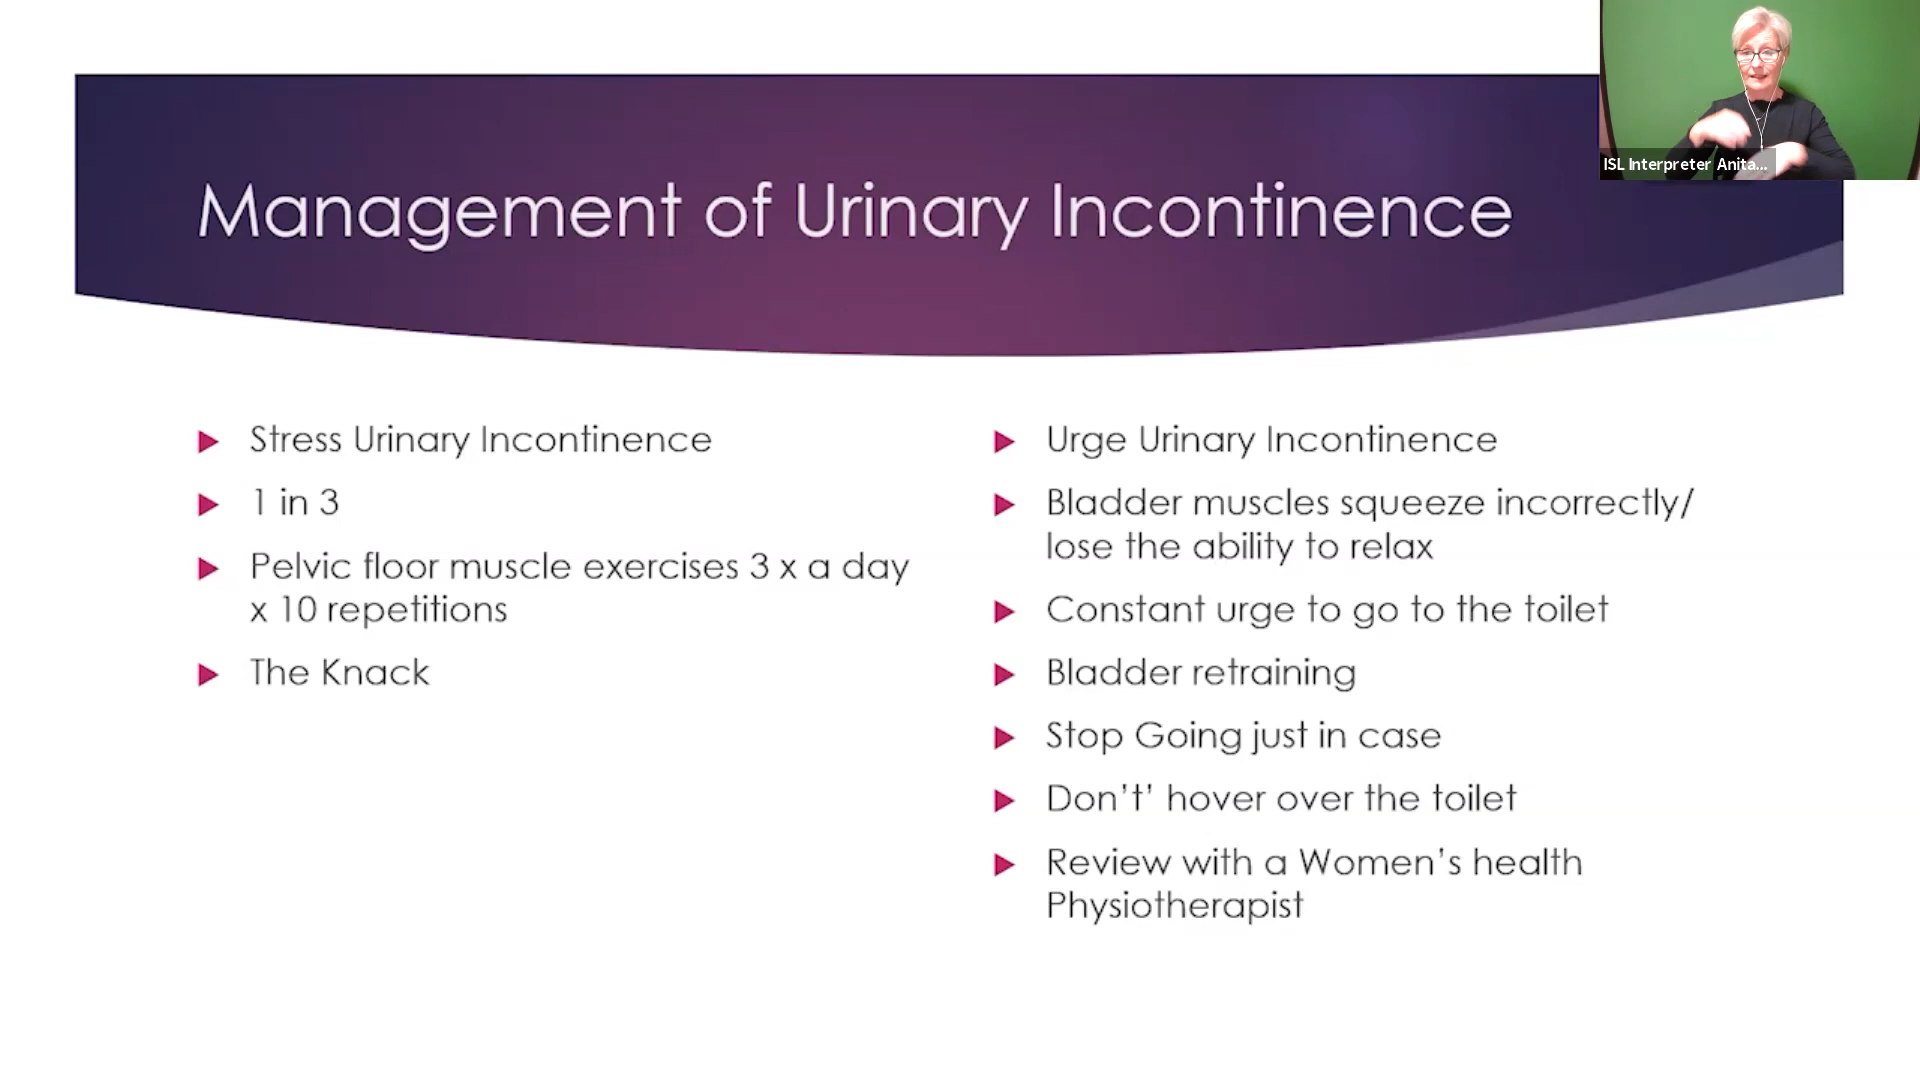 ISL Interpreter Anita...
Management of Urinary Incontinence
Stress Urinary Incontinence
1 in 3
Pelvic floor muscle exercises 3 x a day
x 10 repetitions
The Knack
Urge Urinary Incontinence
Bladder muscles squeeze incorrectly/
lose the ability to relax
Constant urge to go to the toilet
Bladder retraining
Stop Going just in case
Don’t’ hover over the toilet
Review with a Women’s health
Physiotherapist